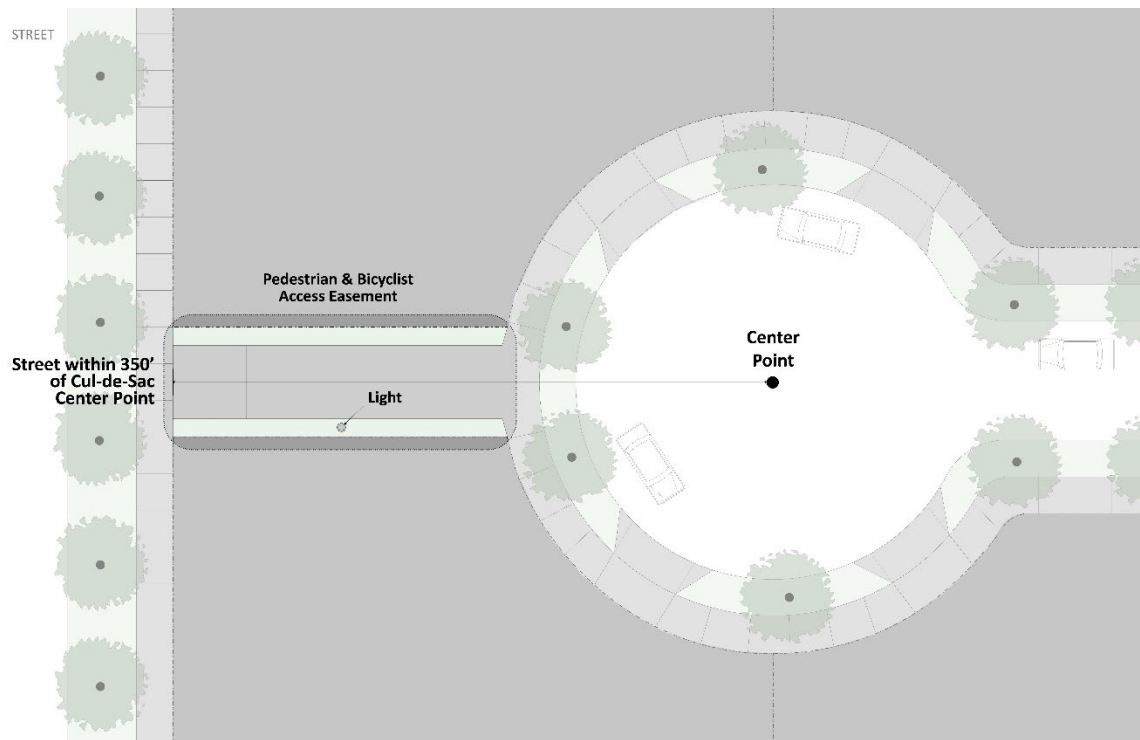 STREET
Pedestrian & Bicyclist
Access Easement
Street within 350’
of Cul-de-Sac
Center Point
Light
Center
Point